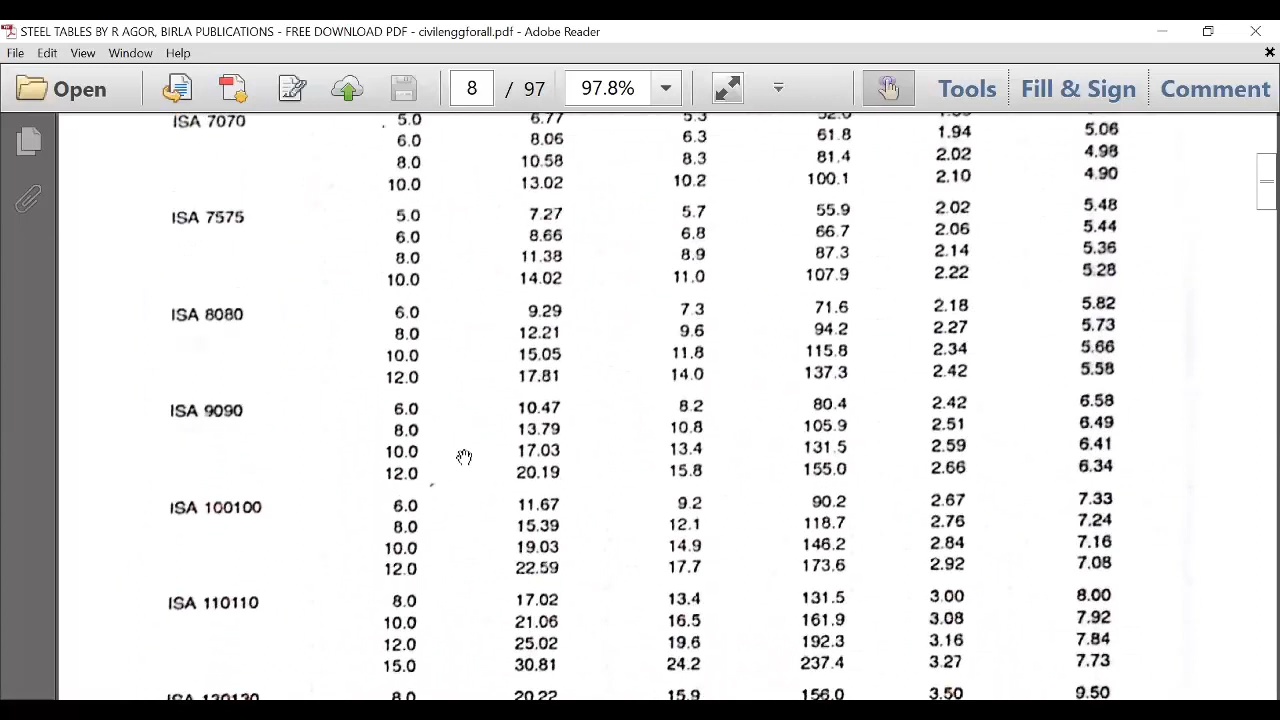 STEEL TABLES BY R AGOR, BIRLA PUBLICATIONS - FREE DOWNLOAD PDF - civilenggforall.pdf - Adobe Reader
File Edit View Window Help
Open 8 / 97 97.8% Tools Fill & Sign Comment
ISA 7070 5.0 6.77 5.3
6.0 8.06 6.3 61.8 1.94 5.06
8.0 10.58 8.3 81.4 2.02 4.98
10.0 13.02 10.2 100.1 2.10 4.90
ISA 7575 5.0 7.27 5.7 55.9 2.02 5.48
6.0 8.66 6.8 66.7 2.06 5.44
8.0 11.38 8.9 87.3 2.14 5.36
10.0 14.02 11.0 107.9 2.22 5.28
ISA 8080 6.0 9.29 7.3 71.6 2.18 5.82
8.0 12.21 9.6 94.2 2.27 5.73
10.0 15.05 11.8 115.8 2.34 5.66
12.0 17.81 14.0 137.3 2.42 5.58
ISA 9090 6.0 10.47 8.2 80.4 2.42 6.58
8.0 13.79 10.8 105.9 2.51 6.49
10.0 17.03 13.4 131.5 2.59 6.41
12.0 20.19 15.8 155.0 2.66 6.34
ISA 100100 6.0 11.67 9.2 90.2 2.67 7.33
8.0 15.39 12.1 118.7 2.76 7.24
10.0 19.03 14.9 146.2 2.84 7.16
12.0 22.59 17.7 173.6 2.92 7.08
ISA 110110 8.0 17.02 13.4 131.5 3.00 8.00
10.0 21.06 16.5 161.9 3.08 7.92
12.0 25.02 19.6 192.3 3.16 7.84
15.0 30.81 24.2 237.4 3.27 7.73
ISA 130130 8.0 20.22 15.9 156.0 3.50 9.50